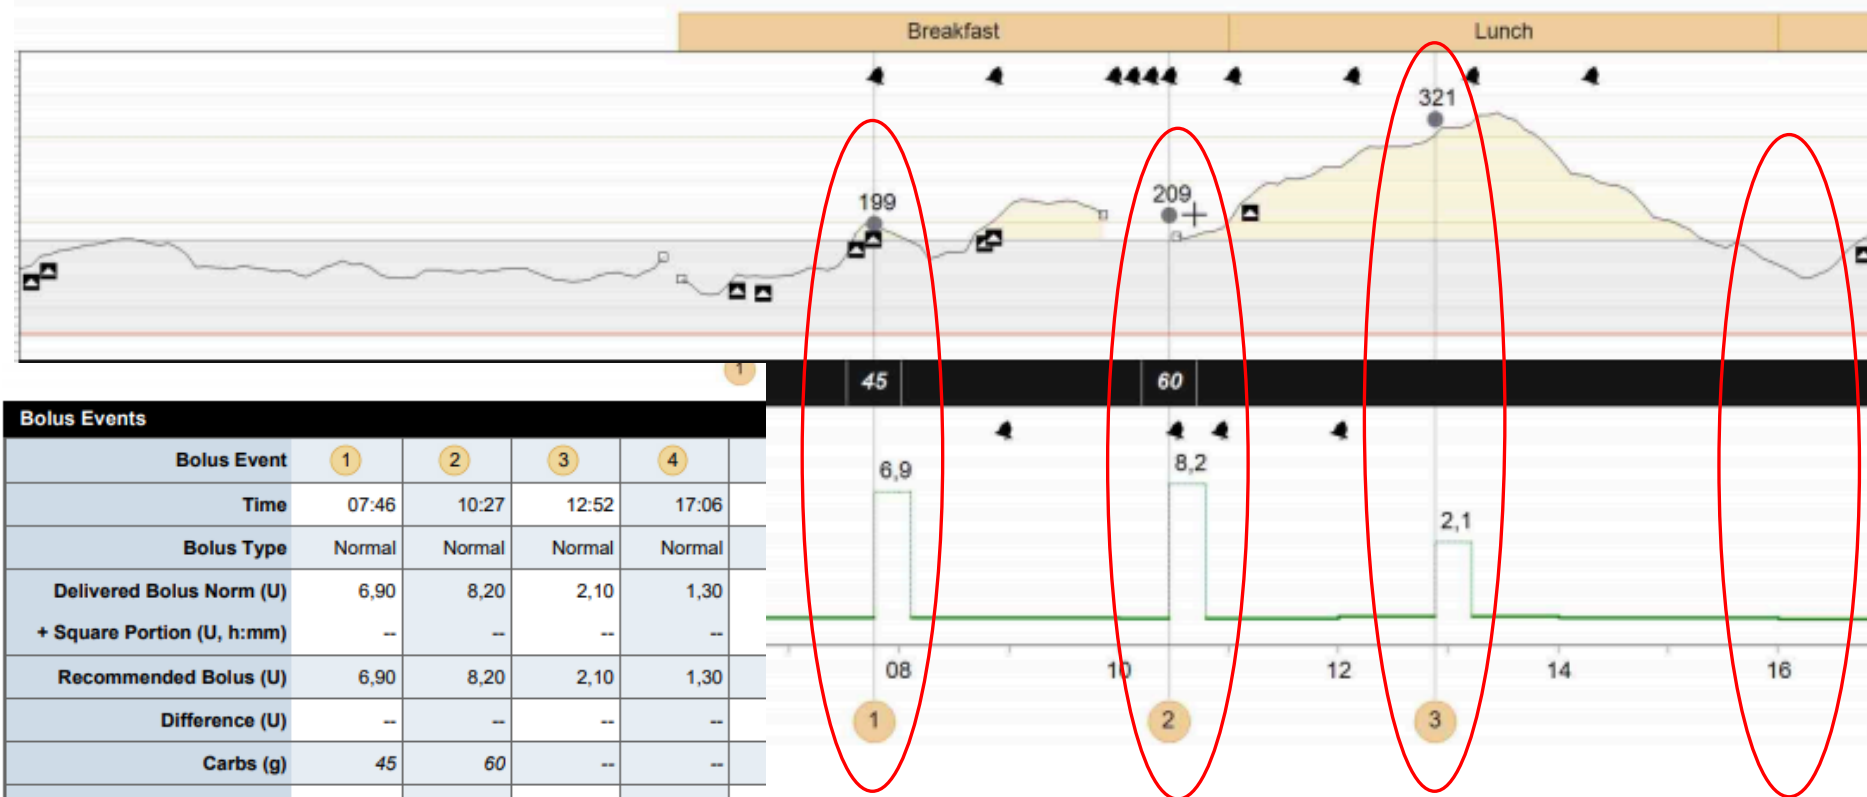 Breakfast Lunch
321
199 209
1 45 60
Bolus Events
Bolus Event 1 2 3 4
Time 07:46 10:27 12:52 17:06
Bolus Type Normal Normal Normal Normal
Delivered Bolus Norm (U) 6,90 8,20 2,10 1,30
+ Square Portion (U, h:mm) -- -- -- --
Recommended Bolus (U) 6,90 8,20 2,10 1,30
Difference (U) -- -- -- --
Carbs (g) 45 60 -- --
6,9 8,2 2,1
08 10 12 14 16
1 2 3